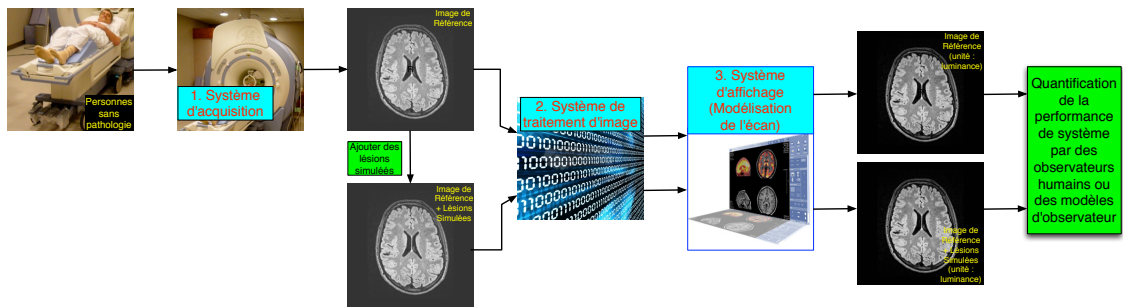 Personnes
sans
pathologie
1. Système
d'acquisition
Image de
Référence
Ajouter des
lésions
simuléés
Image de
Référence
+ Lésions
Simulées
2. Système de
traitement d'image
3. Système
d'affichage
(Modélisation
de l'écan)
Image de
Référence
(unité :
luminance)
Image de
Référence
+ Lésions
Simulées
(unité :
luminance)
Quantification
de la
performance
de système
par des
observateurs
humains ou
des modèles
d'observateur